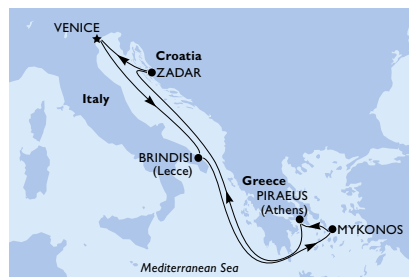 VENICE
Croatia
ZADAR
Italy
BRINDISI
(Lecce)
Greece
PIRAEUS
(Athens)
MYKONOS
Mediterranean Sea